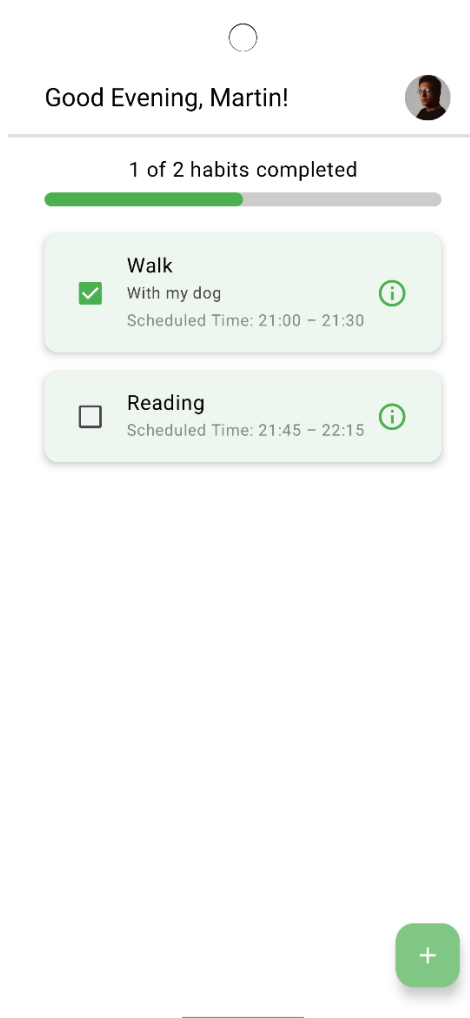 Good Evening, Martin!
1 of 2 habits completed
Walk
With my dog
Scheduled Time: 21:00 – 21:30
Reading
Scheduled Time: 21:45 – 22:15